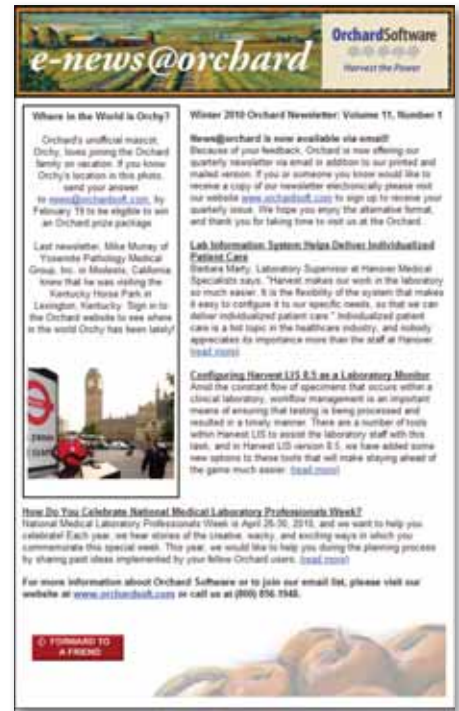 e-news@orchard
OrchardSoftware
Harvest the Power
Where in the World is Orchy?
Orchard's unofficial mascot,
Orchy, loves joining the Orchard
family on vacation. If you know
Orchy's location in this photo,
send your answer
to news@orchardsoft.com, by
February 19 to be eligible to win
an Orchard prize package.
Last newsletter, Mike Murray of
Yosemite Pathology Medical
Group, Inc. in Modesto, California
knew that he was visiting the
Kentucky Horse Park in
Lexington, Kentucky. Sign in to
the Orchard website to see where
in the world Orchy has been lately!
Winter 2010 Orchard Newsletter: Volume 11, Number 1
News@orchard is now available via email!
Because of your feedback, Orchard is now offering our
quarterly newsletter via email in addition to our printed and
mailed version. If you or someone you know would like to
receive a copy of our newsletter electronically please visit
our website www.orchardsoft.com to sign up to receive your
quarterly issue. We hope you enjoy the alternative format,
and thank you for taking time to visit us at the Orchard.
Lab Information System Helps Deliver Individualized
Patient Care
Barbara Marty, Laboratory Supervisor at Hanover Medical
Specialists says, "Harvest makes our work in the laboratory
so much easier. It is the flexibility of the system that makes
it easy to configure it to our specific needs, so that we can
deliver individualized patient care." Individualized patient
care is a hot topic in the healthcare industry, and nobody
appreciates its importance more than the staff at Hanover.
(read more)
Configuring Harvest LIS 8.5 as a Laboratory Monitor
Amid the constant flow of specimens that occurs within a
clinical laboratory, workflow management is an important
means of ensuring that testing is being processed and
resulted in a timely manner. There are a number of tools
within Harvest LIS to assist the laboratory staff with this
task, and in Harvest LIS version 8.5, we have added some
new options to these tools that will make staying ahead of
the game much easier. (read more)
How Do You Celebrate National Medical Laboratory Professionals Week?
National Medical Laboratory Professionals Week is April 26-30, 2010, and we want to help you
celebrate! Each year, we hear stories of the creative, wacky, and exciting ways in which you
commemorate this special week. This year, we would like to help you during the planning process
by sharing past ideas implemented by your fellow Orchard users. (read more)
For more information about Orchard Software or to join our email list, please visit our
website at www.orchardsoft.com or call us at (800) 856-1948.
FORWARD TO
A FRIEND